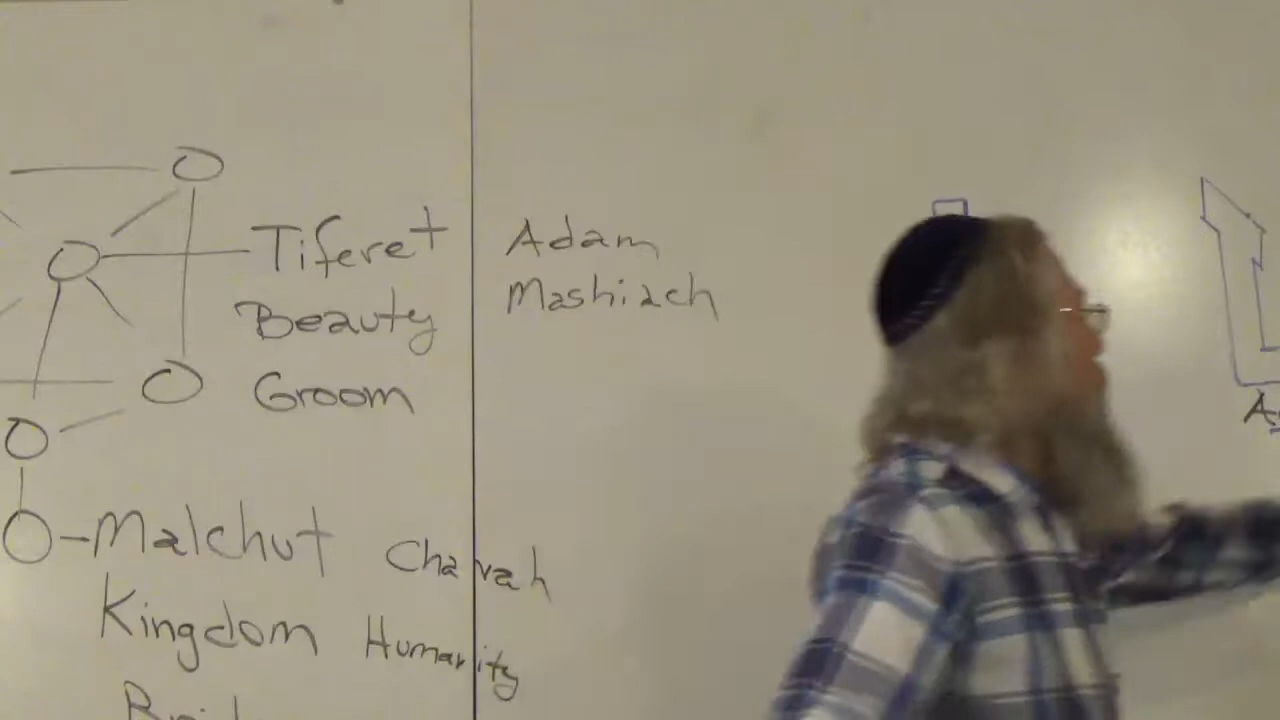 Tiferet Adam
Beauty Mashiach
Groom
Malchut Chavah
Kingdom Humanity